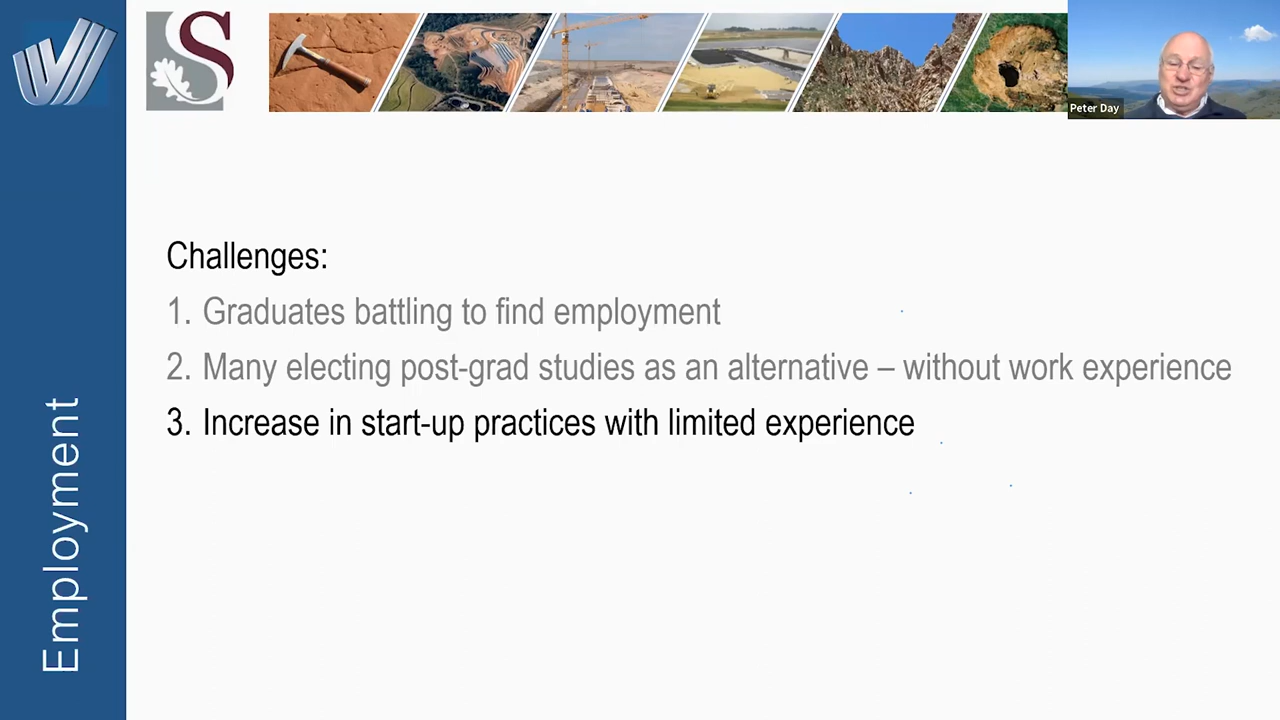 S
Peter Day
Challenges:
1. Graduates battling to find employment
2. Many electing post-grad studies as an alternative – without work experience
3. Increase in start-up practices with limited experience
Employment